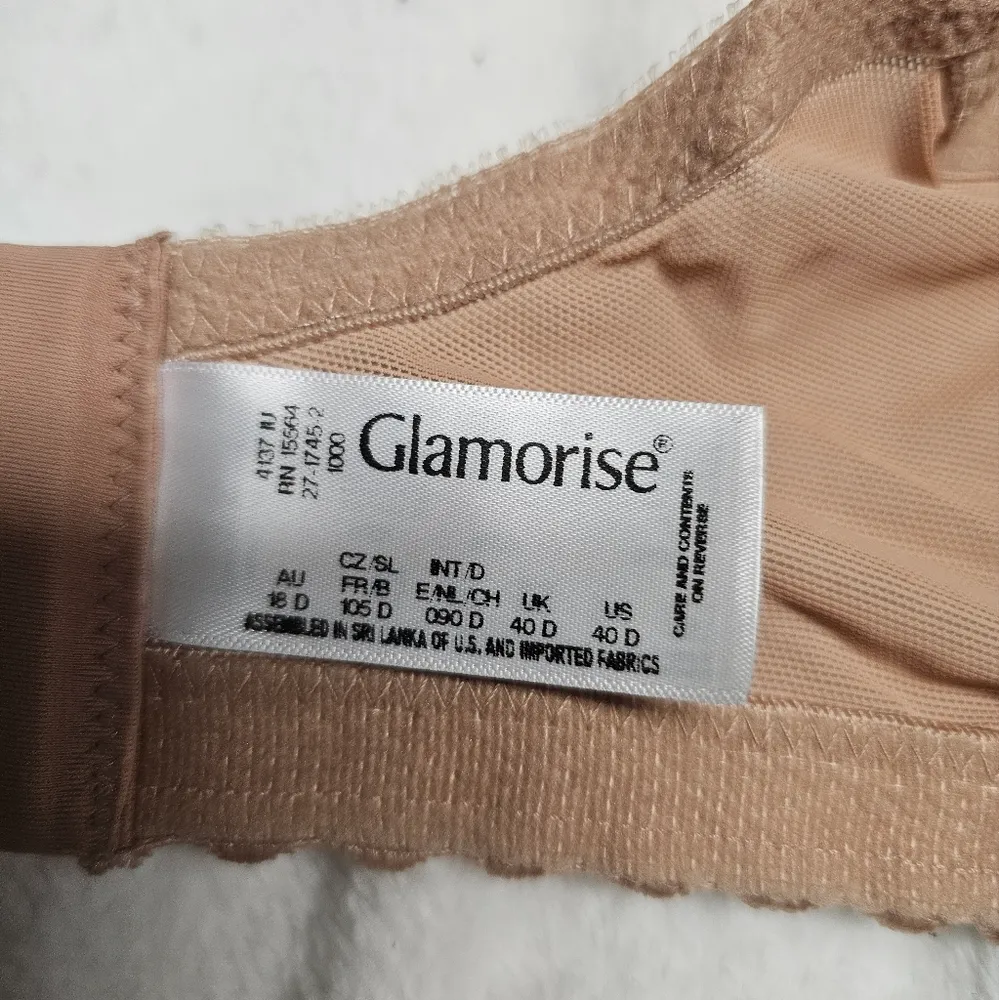 4137 IU
RN 15564
27-1745 2
1000
Glamorise®
CARE AND CONTENTS
ON REVERSE
CZ/SL INT/D
AU FR/B E/NL/CH UK US
18 D 105 D 090 D 40 D 40 D
ASSEMBLED IN SRI LANKA OF U.S. AND IMPORTED FABRICS